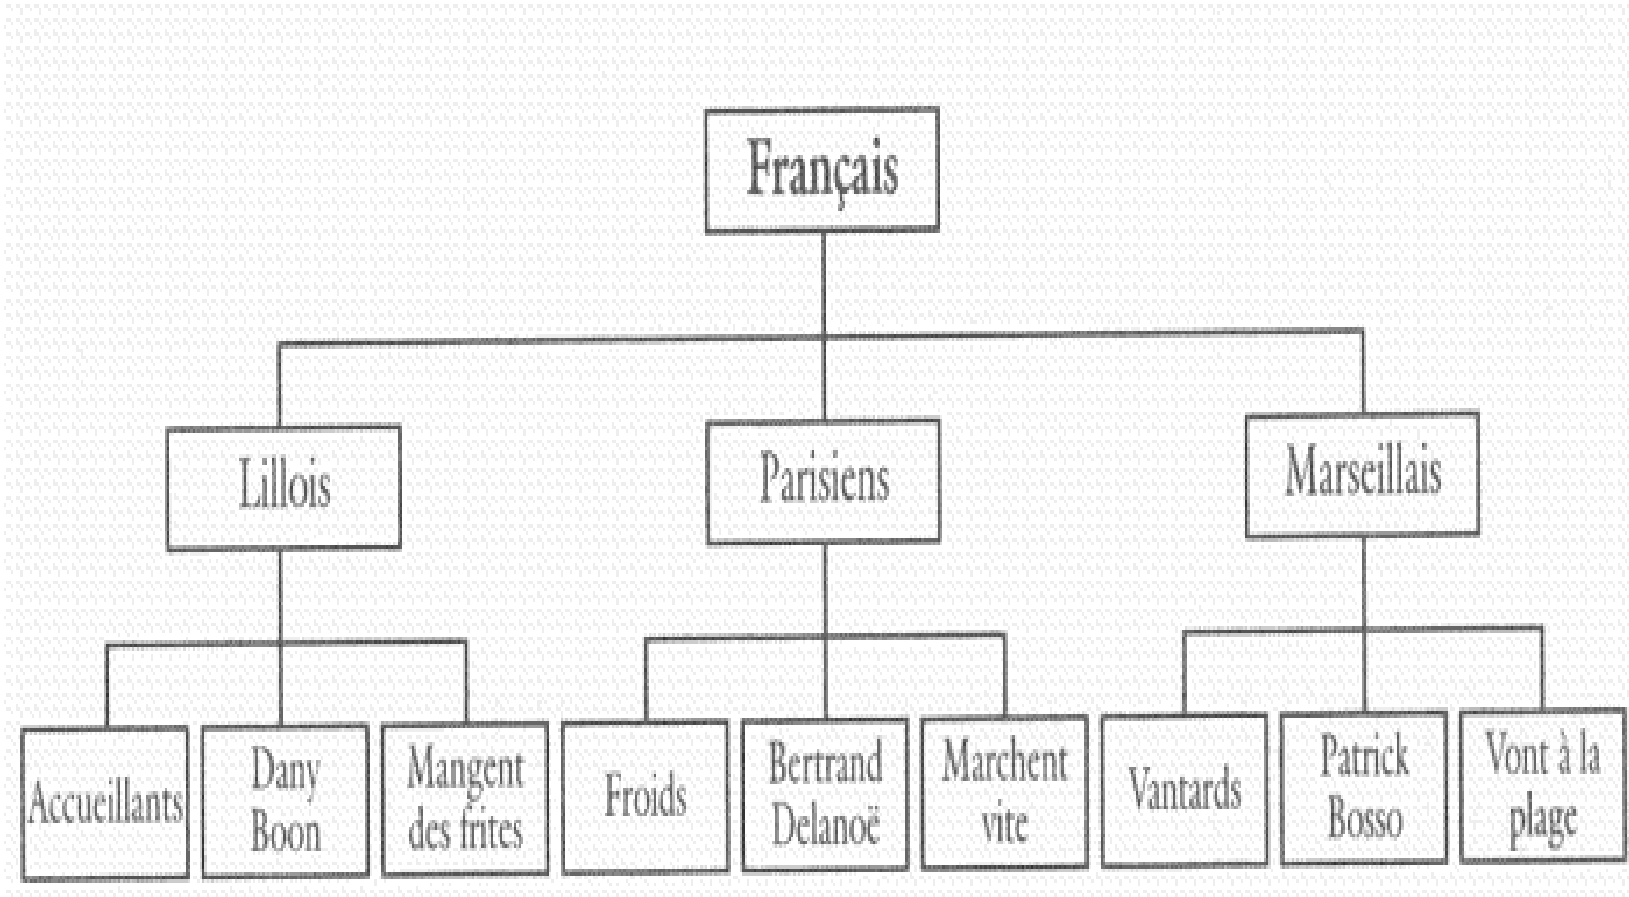 Français
Lillois
Parisiens
Marseillais
Accueillants
Dany
Boon
Mangent
des frites
Froids
Bertrand
Delanoë
Marchent
vite
Vantards
Patrick
Bosso
Vont à la
plage